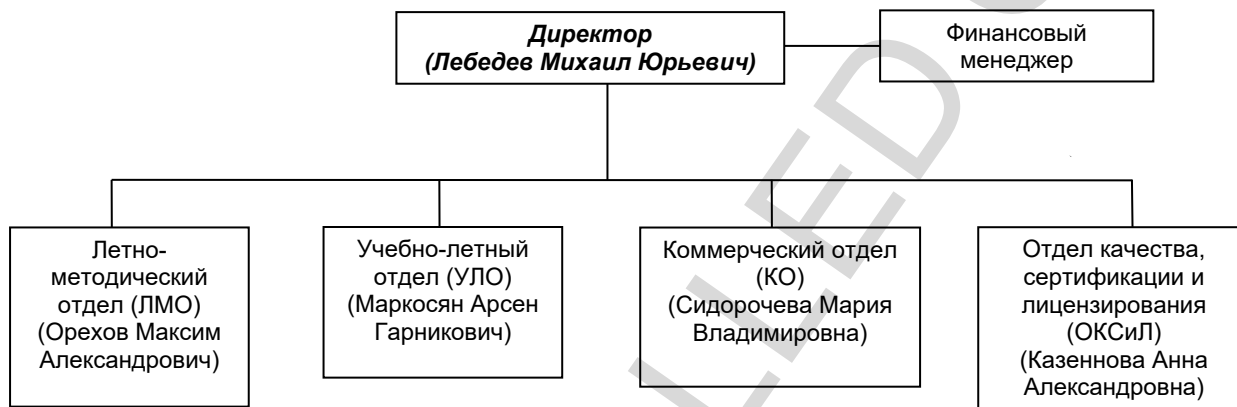 Директор
(Лебедев Михаил Юрьевич)
Финансовый
менеджер
Летно-
методический
отдел (ЛМО)
(Орехов Максим
Александрович)
Учебно-летный
отдел (УЛО)
(Маркосян Арсен
Гарникович)
Коммерческий отдел
(КО)
(Сидорочева Мария
Владимировна)
Отдел качества,
сертификации и
лицензирования
(ОКСиЛ)
(Казеннова Анна
Александровна)